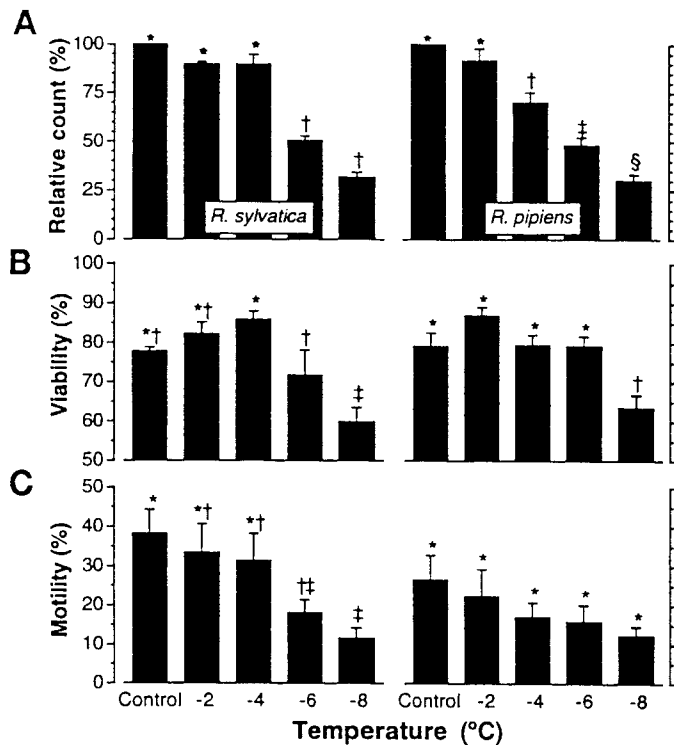 A
Relative count (%)
100
75
50
25
0
* * * † †
R. sylvatica
* * † ‡ §
R. pipiens
B
Viability (%)
100
90
80
70
60
50
*† *† * † ‡
* * * * †
C
Motility (%)
50
40
30
20
10
0
* *† *† †‡ ‡
* * * * *
Control -2 -4 -6 -8 Control -2 -4 -6 -8
Temperature (ºC)